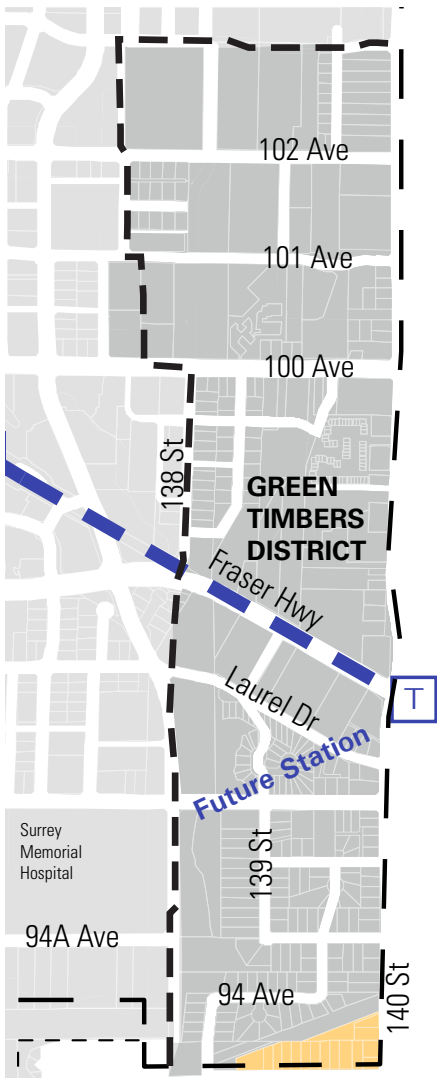 102 Ave
101 Ave
100 Ave
138 St
GREEN
TIMBERS
DISTRICT
Fraser Hwy
T
Laurel Dr
Future Station
Surrey
Memorial
Hospital
139 St
94A Ave
94 Ave
140 St